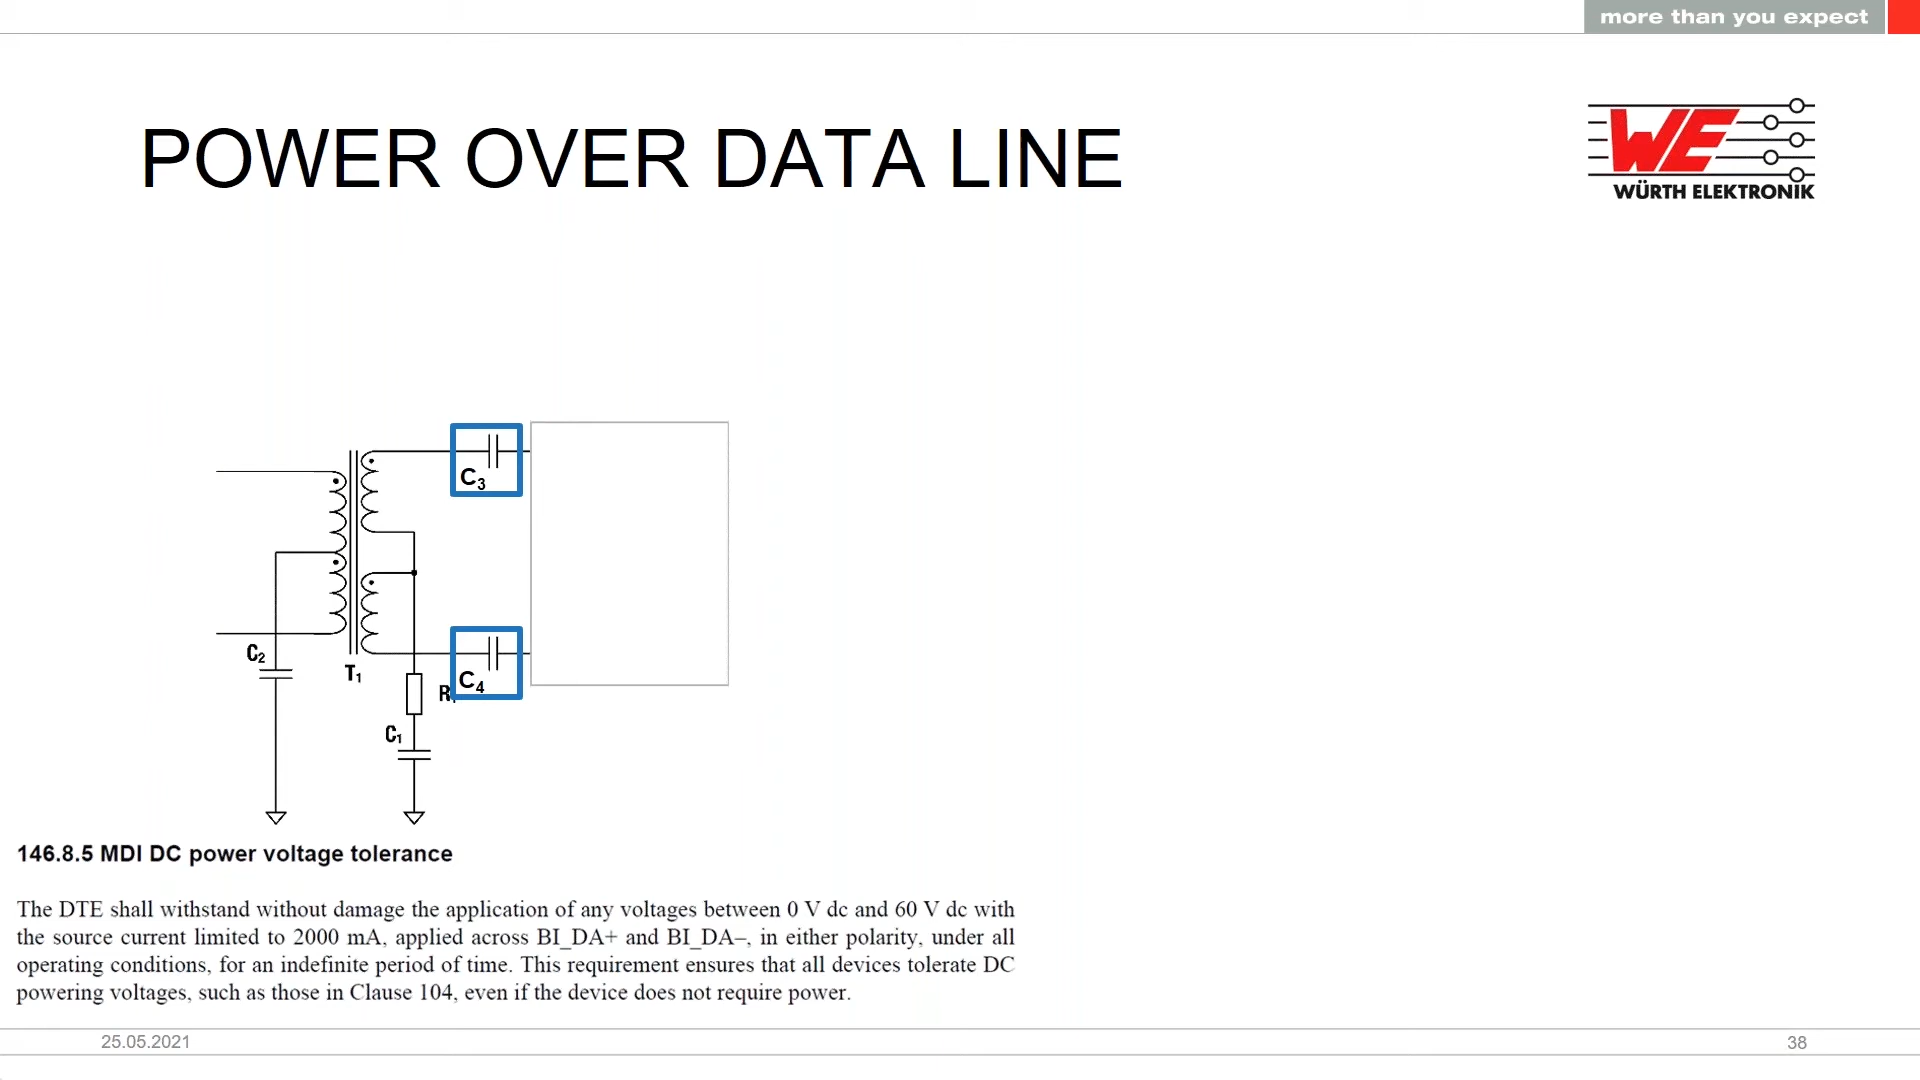 more than you expect
POWER OVER DATA LINE
WE
WÜRTH ELEKTRONIK
C3
C2
T1
C4
R1
C1
146.8.5 MDI DC power voltage tolerance
The DTE shall withstand without damage the application of any voltages between 0 V dc and 60 V dc with
the source current limited to 2000 mA, applied across BI_DA+ and BI_DA–, in either polarity, under all
operating conditions, for an indefinite period of time. This requirement ensures that all devices tolerate DC
powering voltages, such as those in Clause 104, even if the device does not require power.
25.05.2021
38